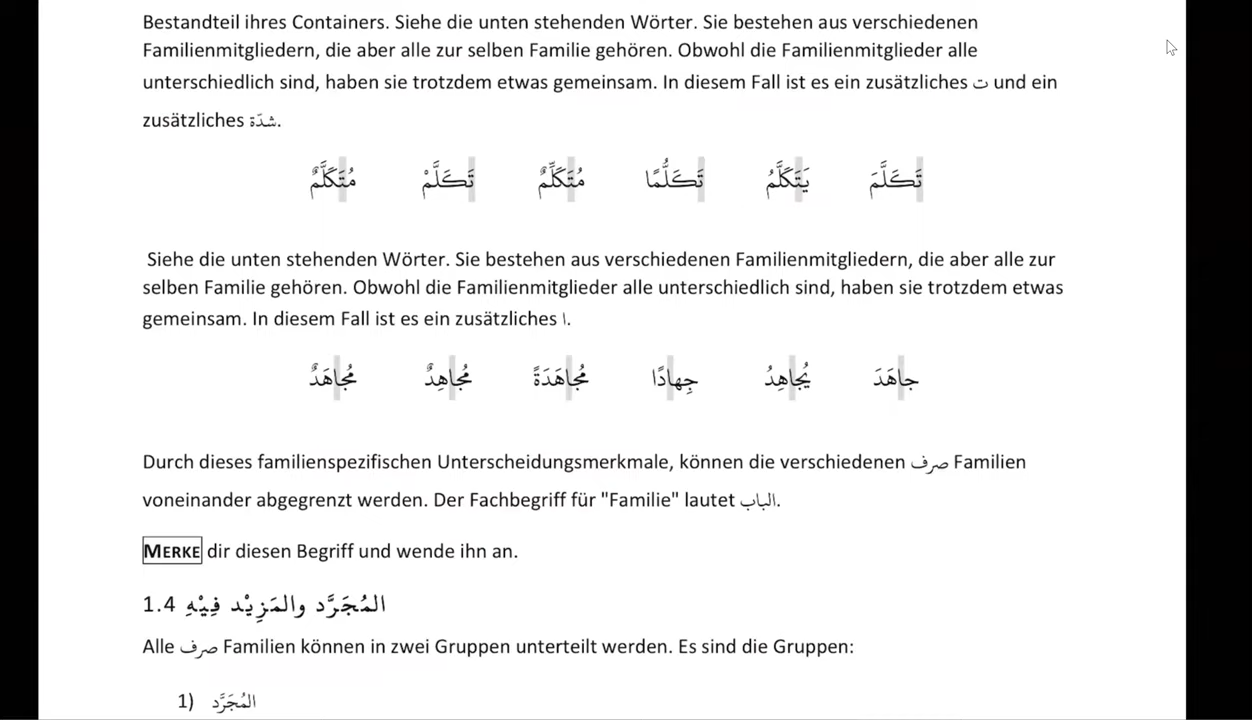 Bestandteil ihres Containers. Siehe die unten stehenden Wörter. Sie bestehen aus verschiedenen
Familienmitgliedern, die aber alle zur selben Familie gehören. Obwohl die Familienmitglieder alle
unterschiedlich sind, haben sie trotzdem etwas gemeinsam. In diesem Fall ist es ein zusätzliches ت und ein
zusätzliches شدّة.
تَكَلَّمَ يَتَكَلَّمُ تَكَلُّمًا مُتَكَلِّمٌ تَكَلَّمْ مُتَكَلَّمٌ
Siehe die unten stehenden Wörter. Sie bestehen aus verschiedenen Familienmitgliedern, die aber alle zur
selben Familie gehören. Obwohl die Familienmitglieder alle unterschiedlich sind, haben sie trotzdem etwas
gemeinsam. In diesem Fall ist es ein zusätzliches ا.
جاهَدَ يُجاهِدُ جِهادًا مُجاهَدَةً مُجاهِدٌ مُجاهَدٌ
Durch dieses familienspezifischen Unterscheidungsmerkmale, können die verschiedenen صرف Familien
voneinander abgegrenzt werden. Der Fachbegriff für "Familie" lautet الباب.
MERKE dir diesen Begriff und wende ihn an.
1.4 المُجَرَّد والمَزِيْد فِيْهِ
Alle صرف Familien können in zwei Gruppen unterteilt werden. Es sind die Gruppen:
1) المُجَرَّد